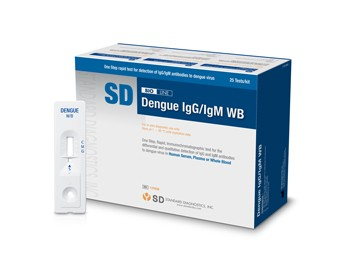 One Step rapid test for detection of IgG/IgM antibodies to dengue virus
25 Tests/kit
SD
BIO LINE
Dengue IgG/IgM WB
One Step Rapid, Immunochromatographic test for the
differential and qualitative detection of IgG and IgM antibodies
to dengue virus in Human Serum, Plasma or Whole Blood
SD
STANDARD DIAGNOSTICS, INC.
Dengue IgG/IgM WB
DENGUE
WB
C
M
G